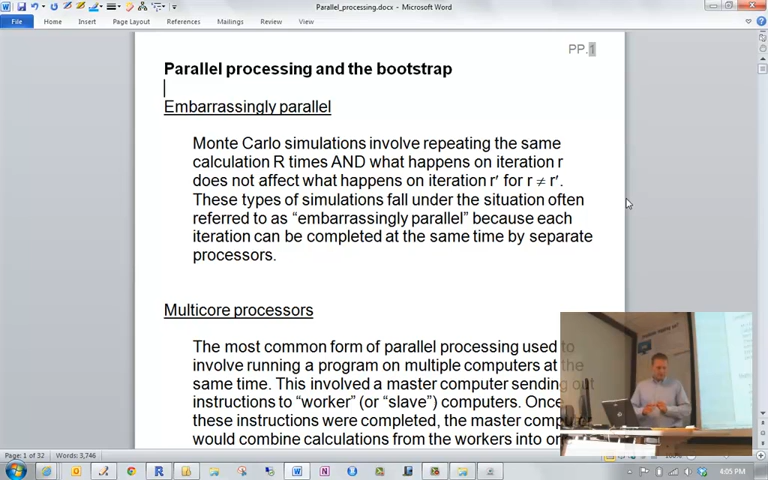 Parallel_processing.docx - Microsoft Word
File Home Insert Page Layout References Mailings Review View
PP.1
Parallel processing and the bootstrap
Embarrassingly parallel
Monte Carlo simulations involve repeating the same
calculation R times AND what happens on iteration r
does not affect what happens on iteration r′ for r ≠ r′.
These types of simulations fall under the situation often
referred to as “embarrassingly parallel” because each
iteration can be completed at the same time by separate
processors.
Multicore processors
The most common form of parallel processing used to
involve running a program on multiple computers at the
same time. This involved a master computer sending out
instructions to “worker” (or “slave”) computers. Once
these instructions were completed, the master
would combine calculations from the workers into
Page: 1 of 32 Words: 3,746
4:05 PM